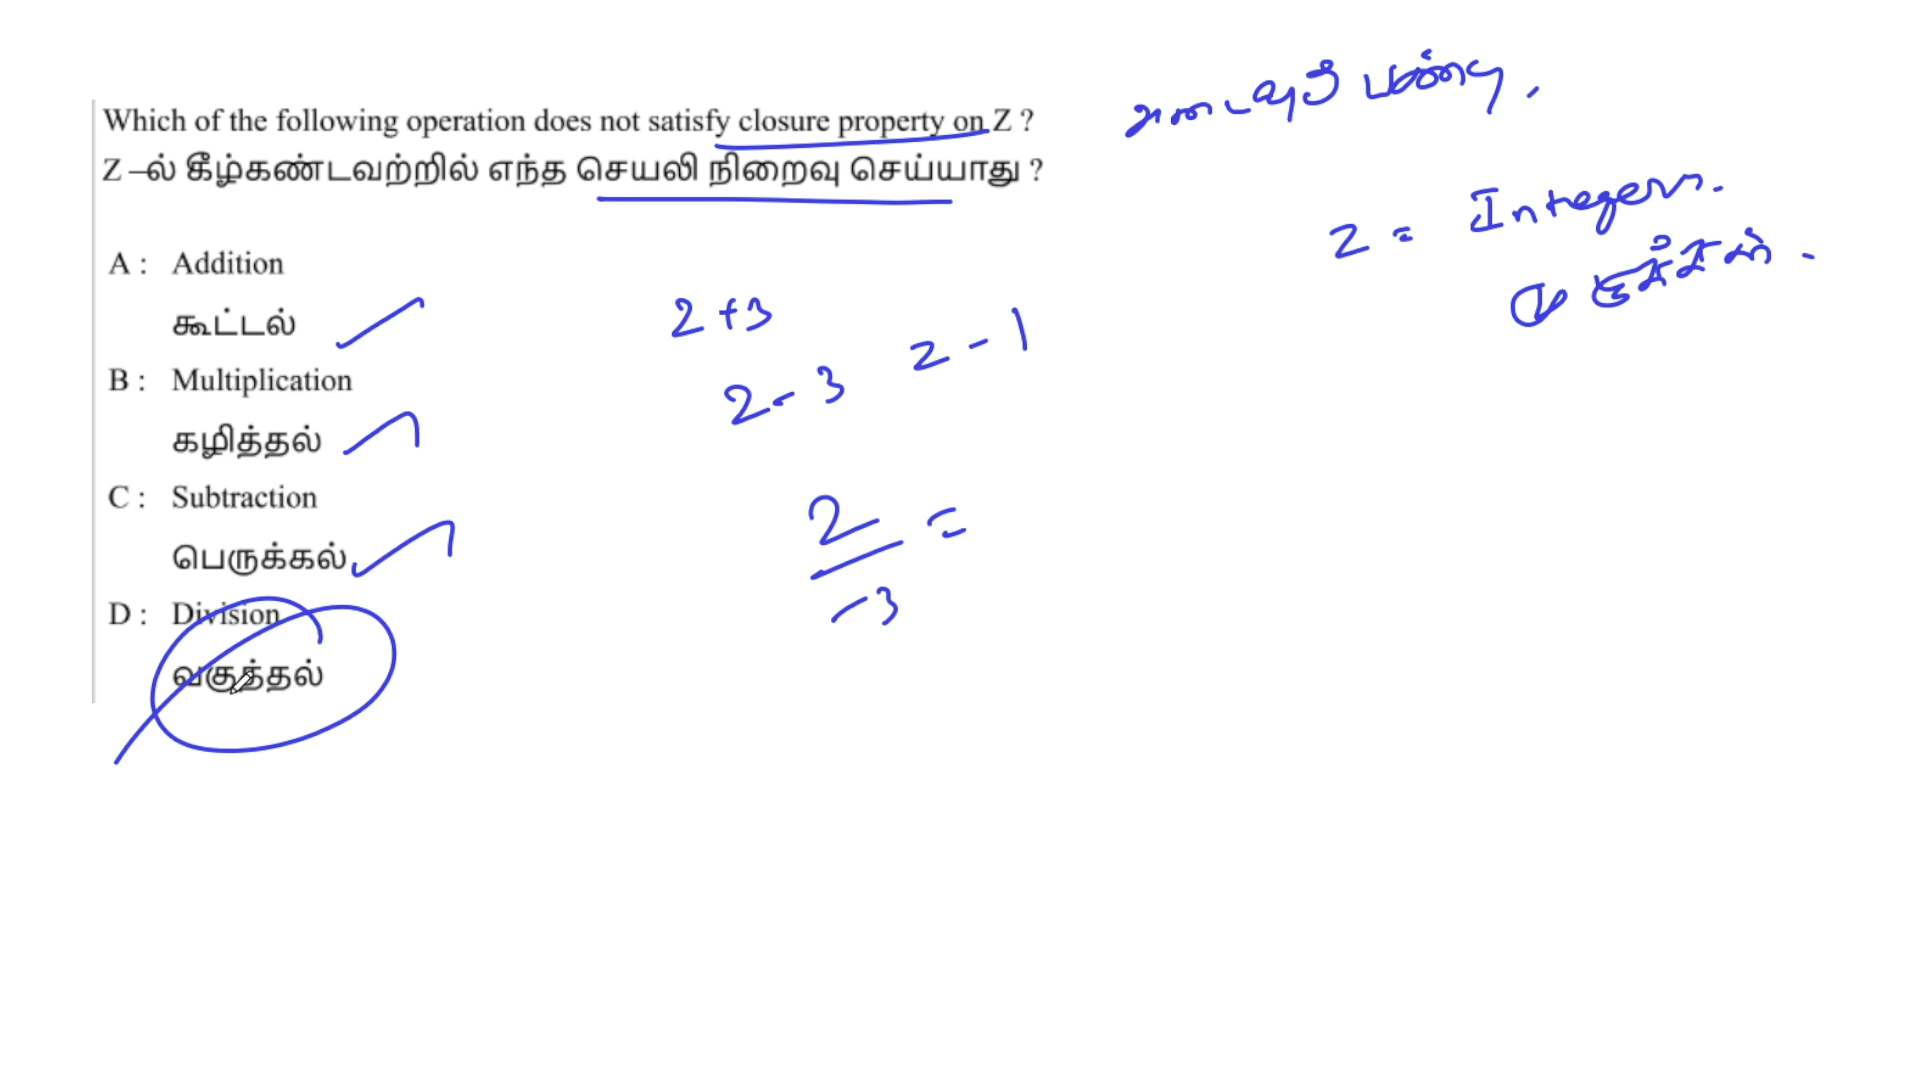 Which of the following operation does not satisfy closure property on Z ?
Z –ல் கீழ்கண்டவற்றில் எந்த செயலி நிறைவு செய்யாது ?
A : Addition
கூட்டல்
B : Multiplication
கழித்தல்
C : Subtraction
பெருக்கல்
D : Division
வகுத்தல்
பண்பு .
Z = Integers.
2 + 3
2 - 3 2 - 1
2
=
-3